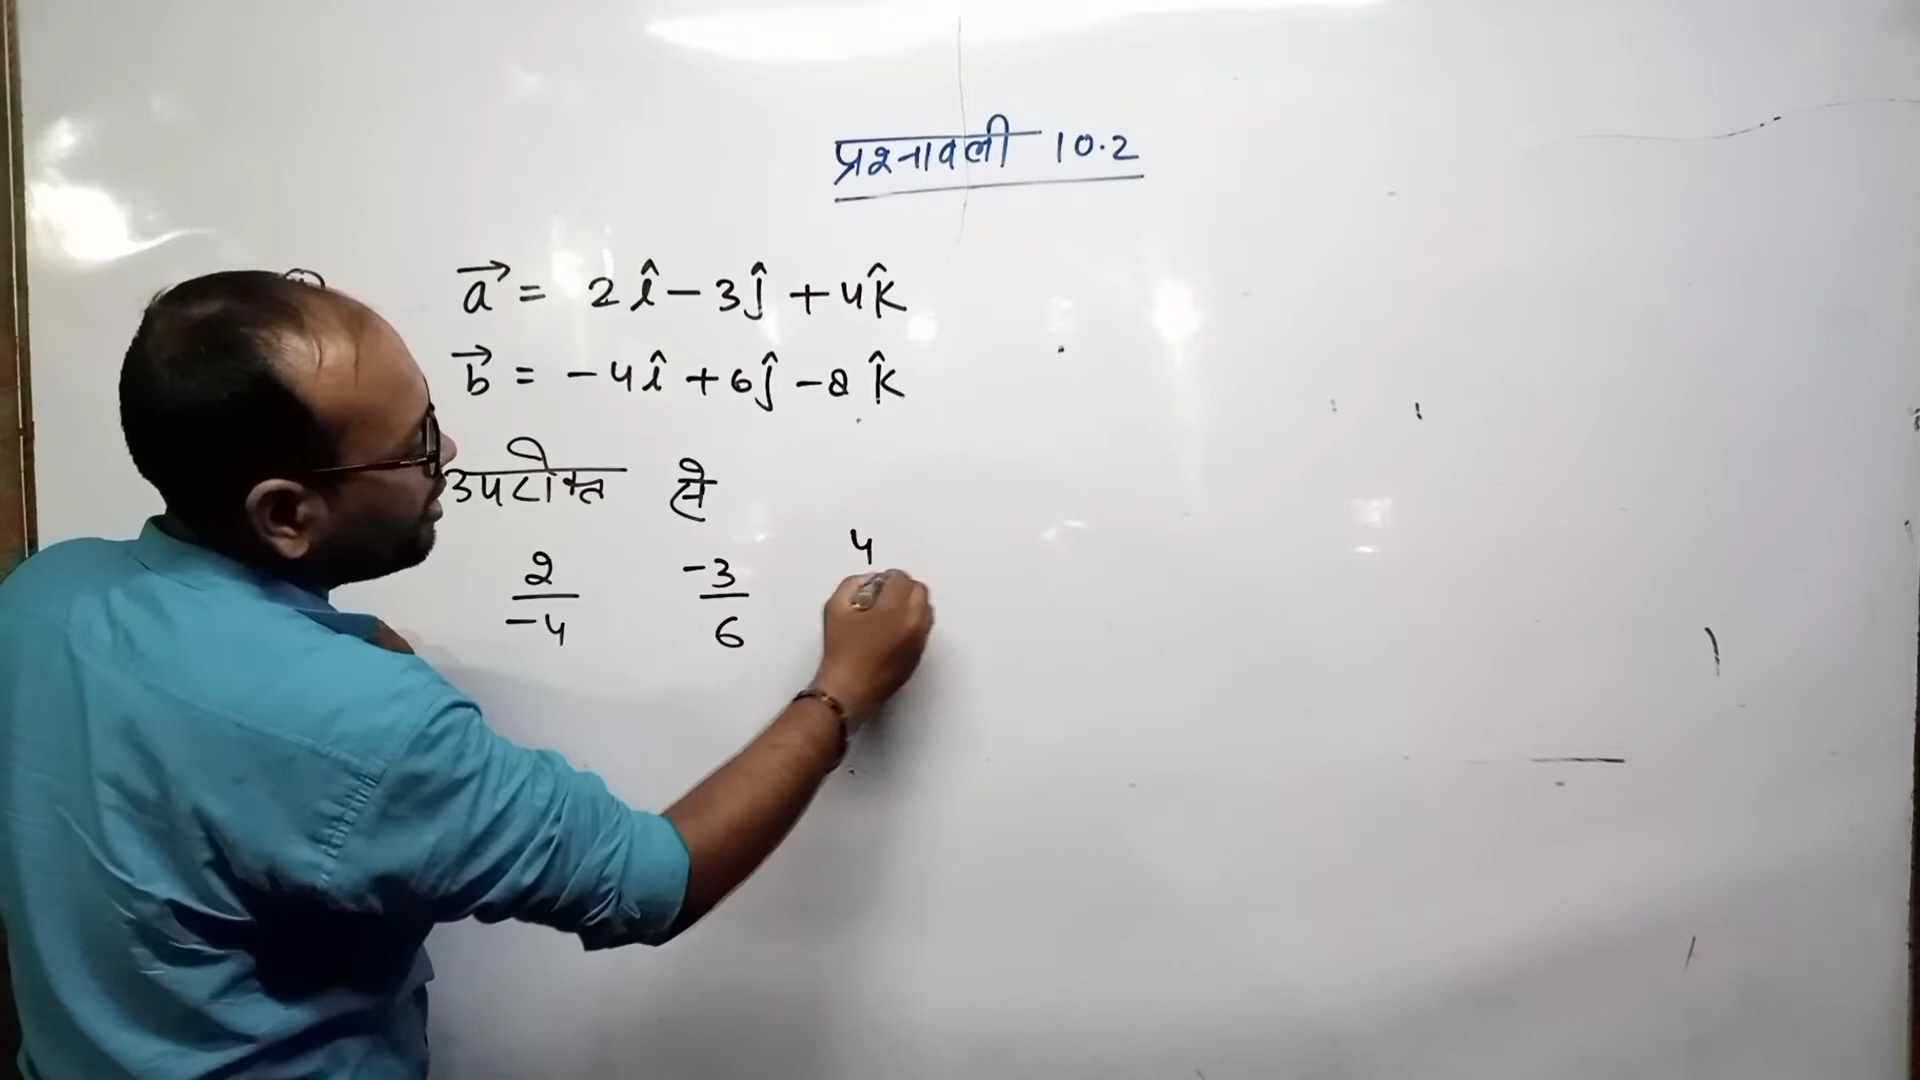 प्रश्नावली 10.2
a⃗ = 2î - 3ĵ + 4k̂
b⃗ = -4î + 6ĵ - 8k̂
उपरोक्त से
2/-4 -3/6 4